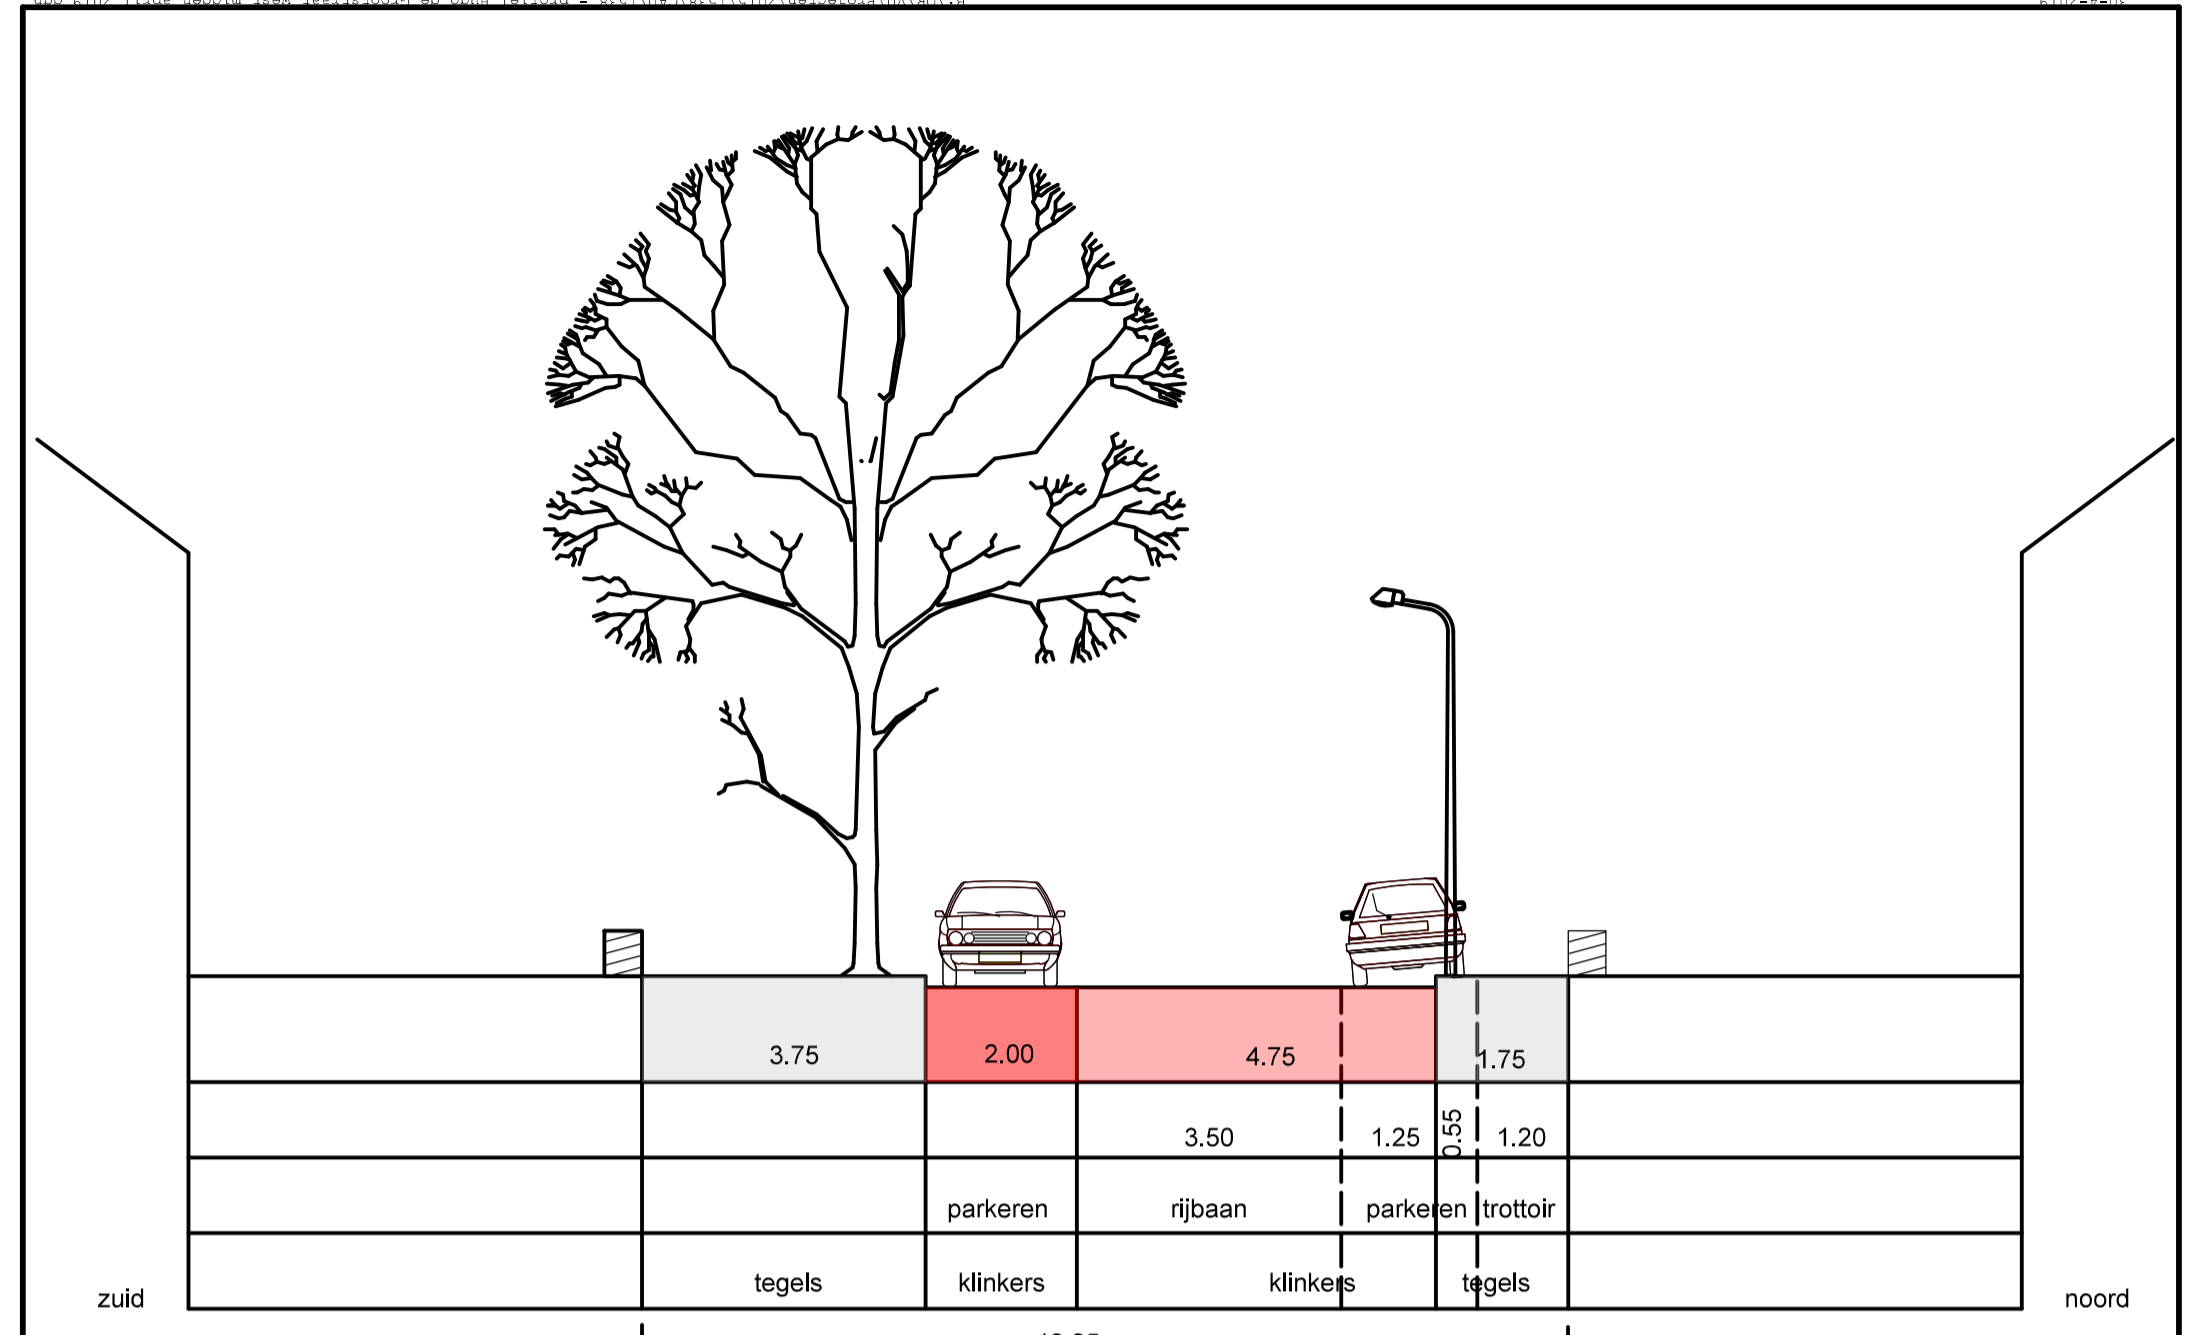 3.75 2.00 4.75 1.75
3.50 1.25 0.55 1.20
parkeren rijbaan parkeren trottoir
tegels klinkers klinkers tegels
zuid noord